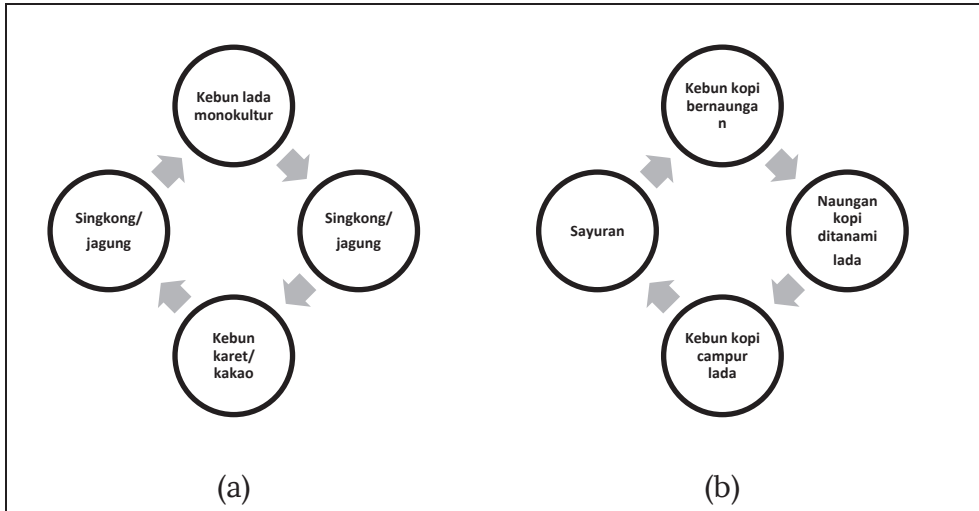 Kebun lada
monokultur
Singkong/
jagung
Kebun
karet/
kakao
Singkong/
jagung
(a)
Kebun kopi
bernaunga
n
Naungan
kopi
ditanami
lada
Kebun kopi
campur
lada
Sayuran
(b)